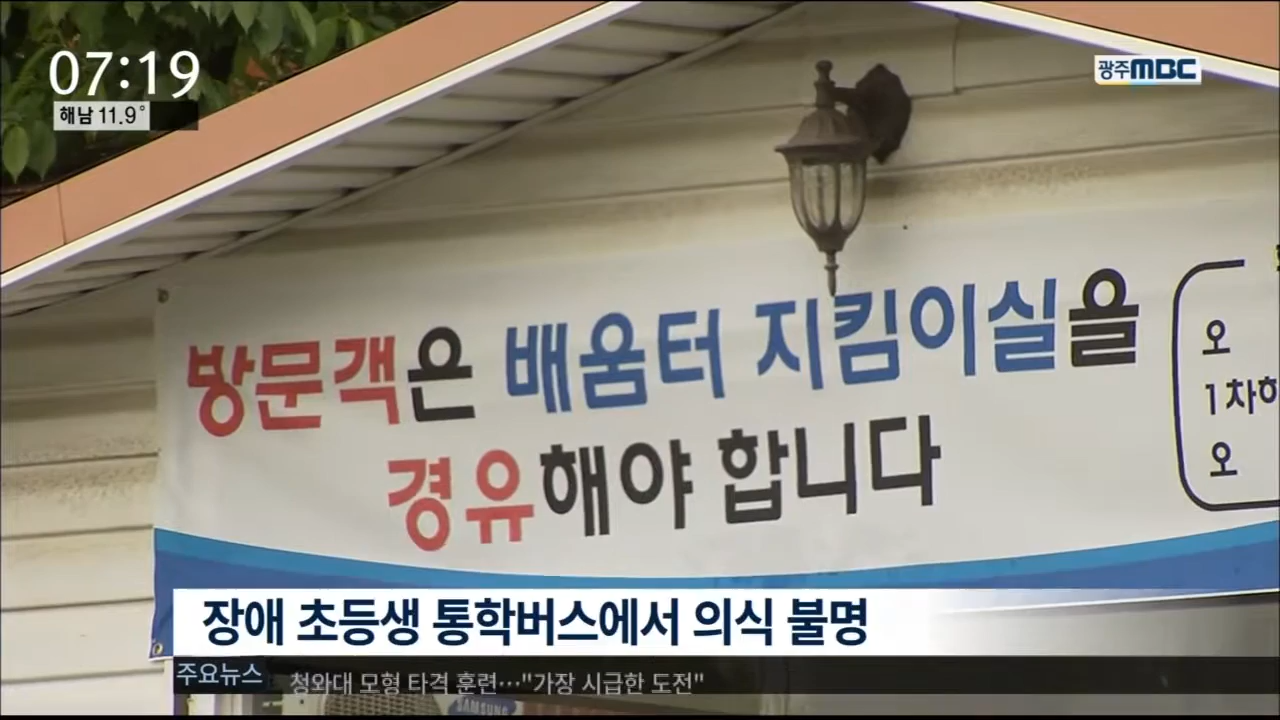 07:19
해남 11.9°
광주MBC
방문객은 배움터 지킴이실을
경유해야 합니다
오
1차
오
장애 초등생 통학버스에서 의식 불명
주요뉴스 청와대 모형 타격 훈련…"가장 시급한 도전"
SAMSUNG